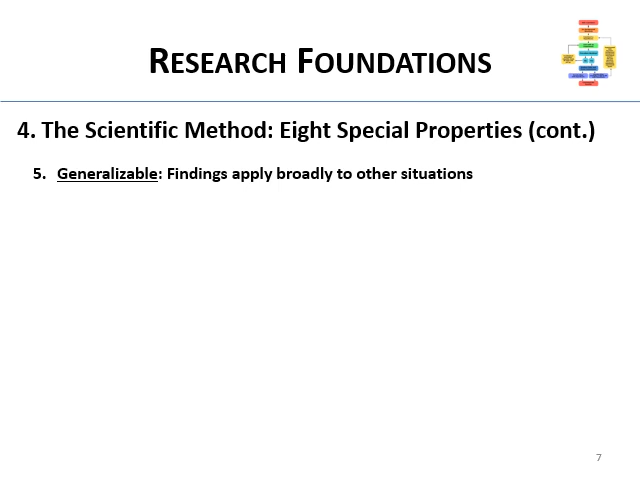 RESEARCH FOUNDATIONS
4. The Scientific Method: Eight Special Properties (cont.)
5. Generalizable: Findings apply broadly to other situations
7